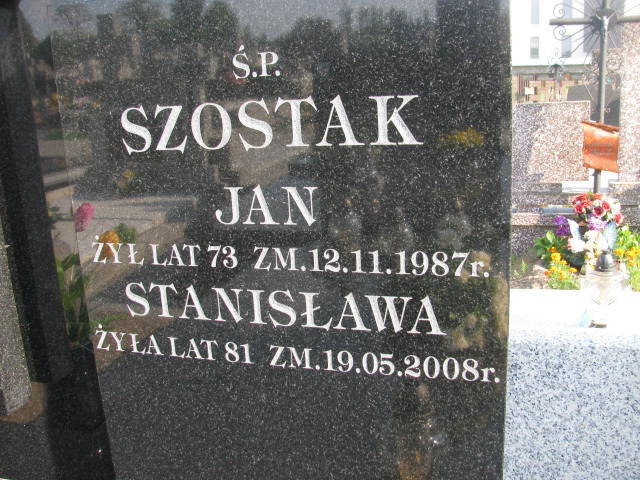 Ś.P.
SZOSTAK
JAN
ŻYŁ LAT 73 ZM.12.11.1987r.
STANISŁAWA
ŻYŁA LAT 81 ZM.19.05.2008r.